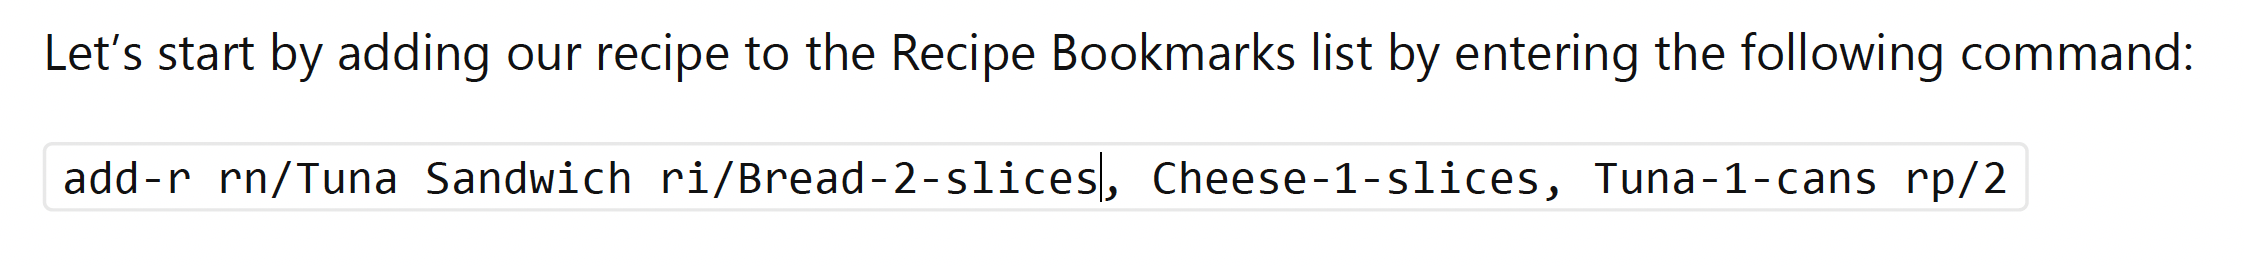 Let’s start by adding our recipe to the Recipe Bookmarks list by entering the following command:
add-r rn/Tuna Sandwich ri/Bread-2-slices, Cheese-1-slices, Tuna-1-cans rp/2